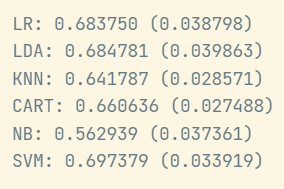 LR: 0.683750 (0.038798)
LDA: 0.684781 (0.039863)
KNN: 0.641787 (0.028571)
CART: 0.660636 (0.027488)
NB: 0.562939 (0.037361)
SVM: 0.697379 (0.033919)